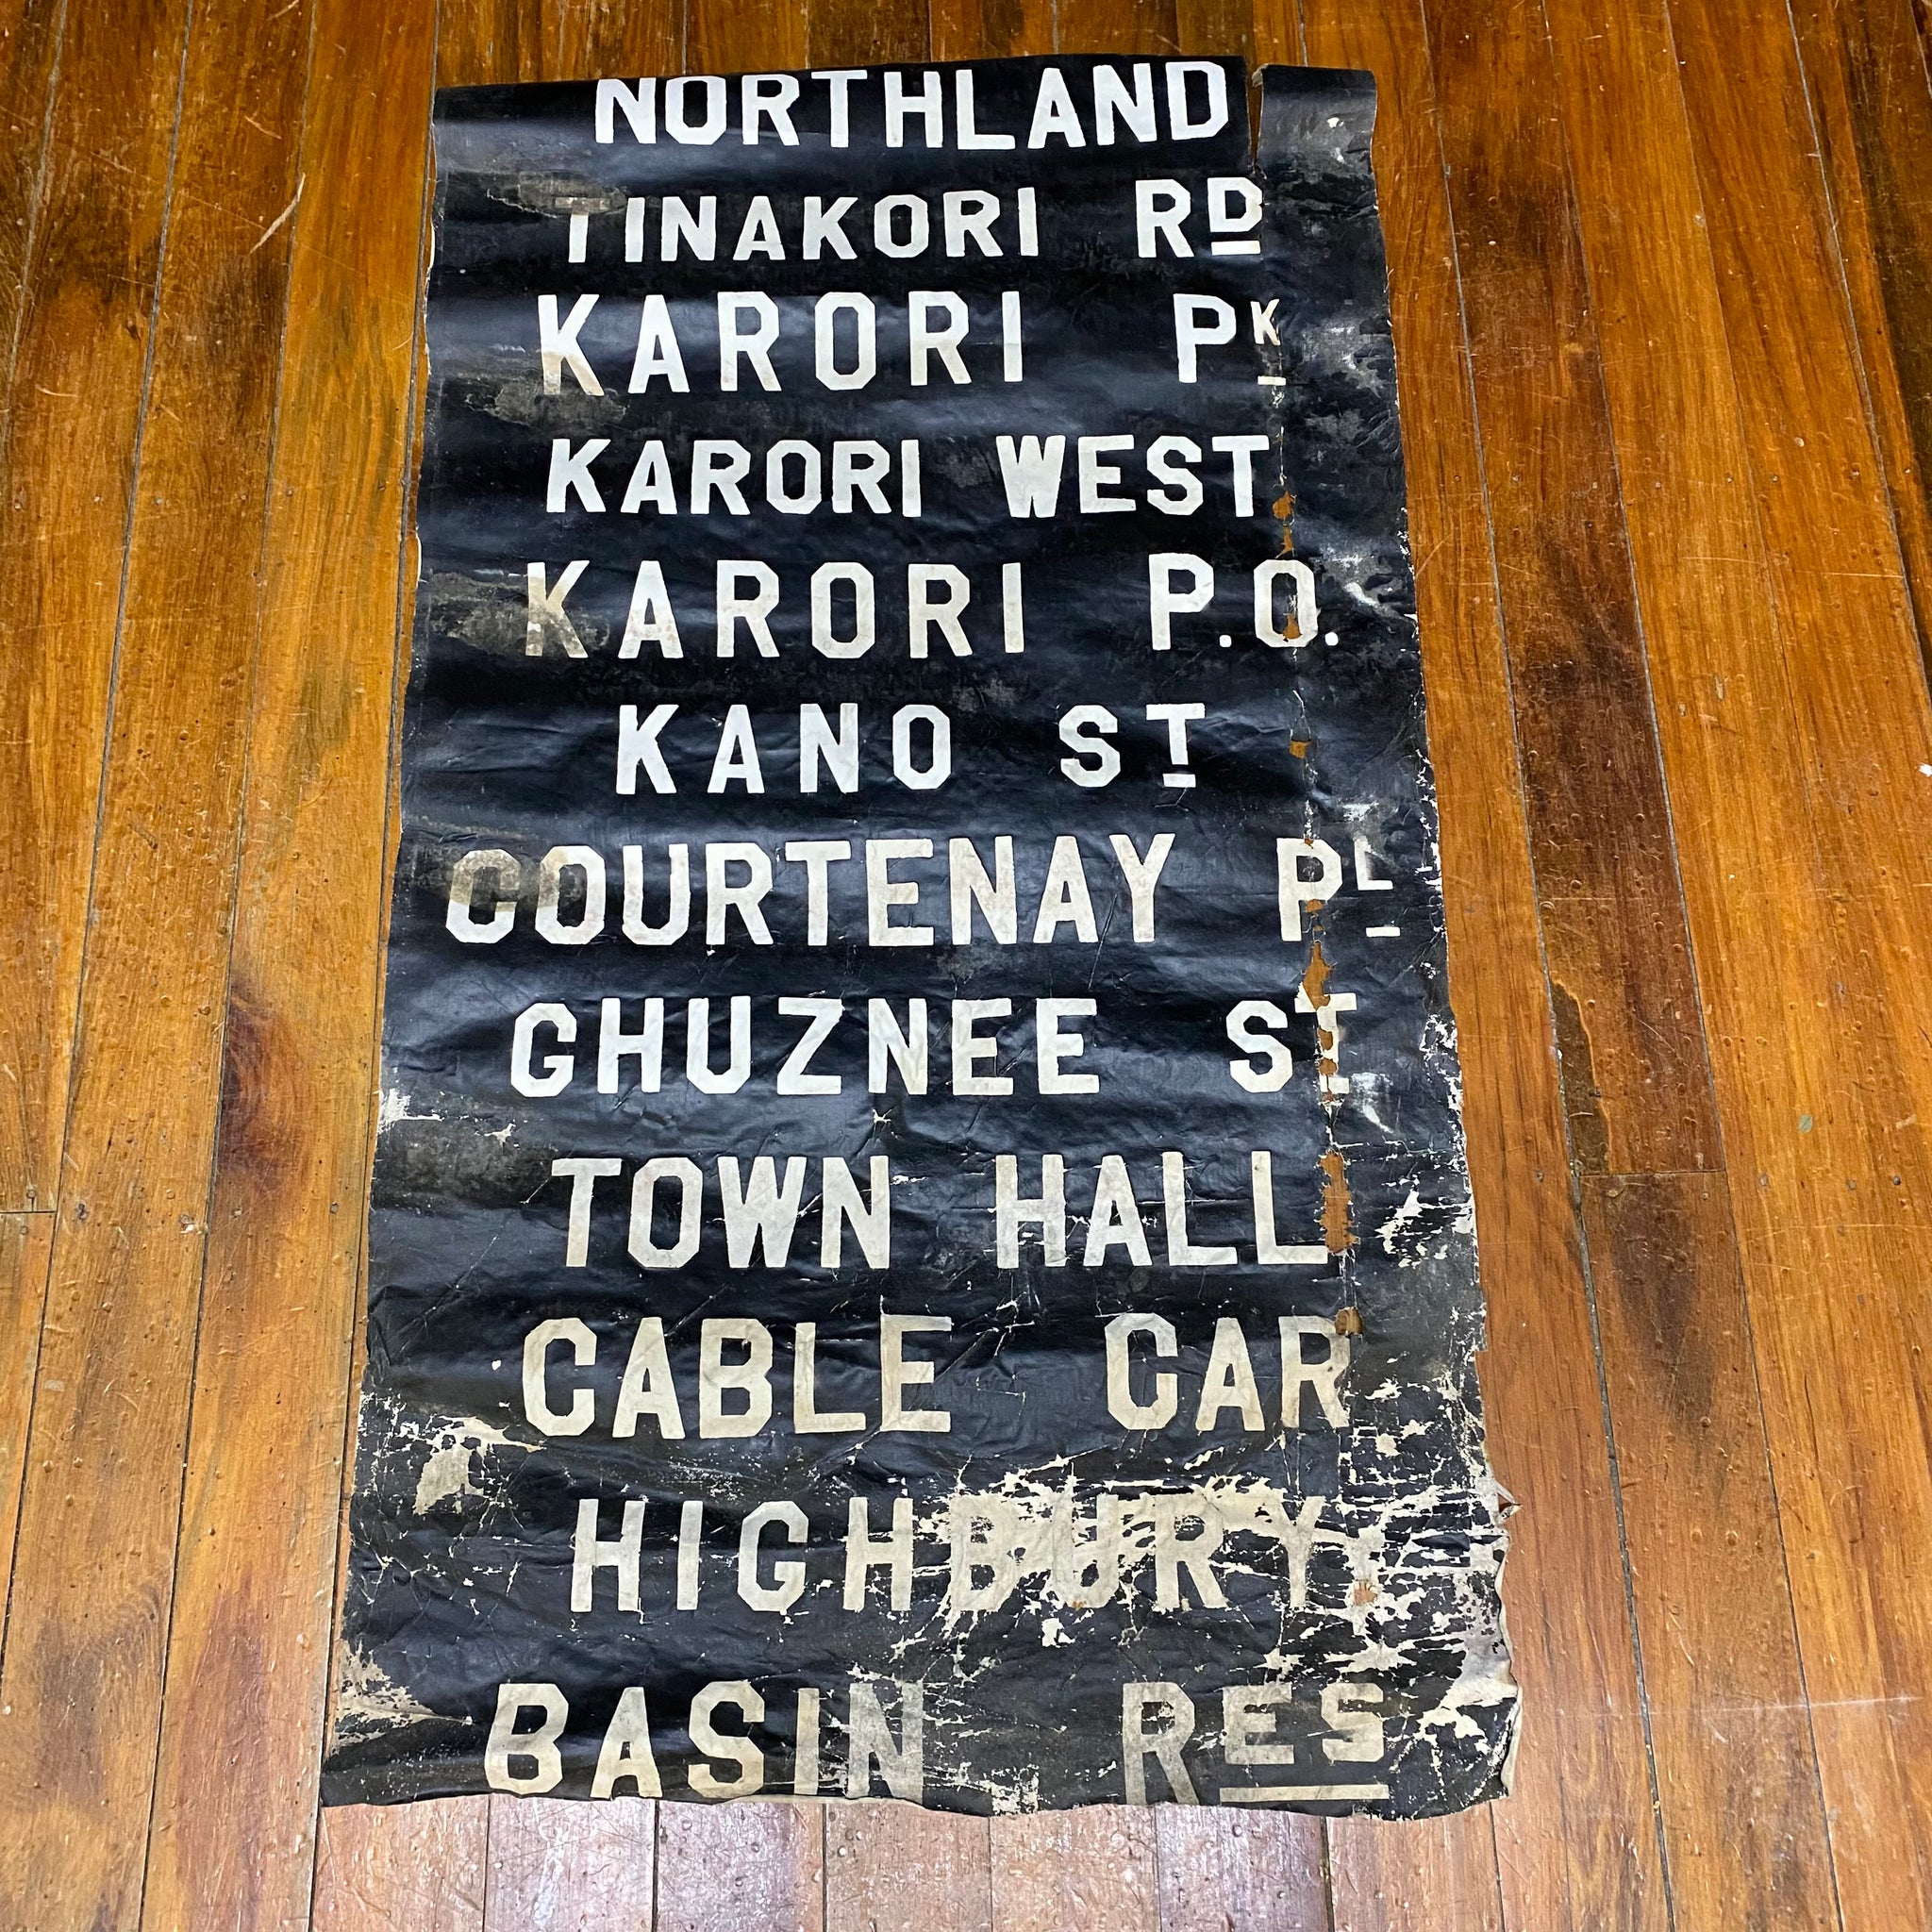 NORTHLAND
TINAKORI RD
KARORI PK
KARORI WEST
KARORI P.O.
KANO ST
COURTENAY PL
GHUZNEE ST
TOWN HALL
CABLE CAR
HIGHBURY
BASIN RES